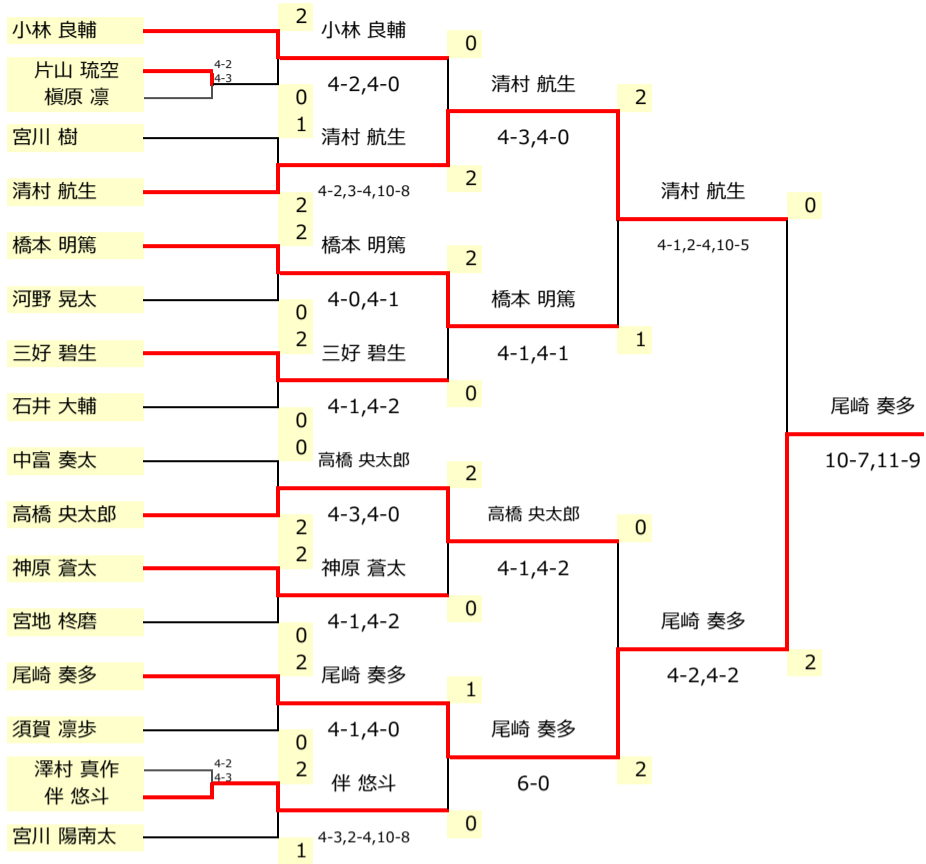 小林 良輔
片山 琉空
槇原 凛
宮川 樹
清村 航生
橋本 明篤
河野 晃太
三好 碧生
石井 大輔
中富 奏太
高橋 央太郎
神原 蒼太
宮地 柊磨
尾崎 奏多
須賀 凛歩
澤村 真作
伴 悠斗
宮川 陽南太
4-2
4-3
4-2
4-3
2
0
1
2
2
0
2
0
0
2
2
0
2
0
2
1
小林 良輔
4-2,4-0
清村 航生
4-2,3-4,10-8
橋本 明篤
4-0,4-1
三好 碧生
4-1,4-2
高橋 央太郎
4-3,4-0
神原 蒼太
4-1,4-2
尾崎 奏多
4-1,4-0
伴 悠斗
4-3,2-4,10-8
0
2
2
0
2
0
1
0
清村 航生
4-3,4-0
橋本 明篤
4-1,4-1
高橋 央太郎
4-1,4-2
尾崎 奏多
6-0
2
1
0
2
清村 航生
4-1,2-4,10-5
尾崎 奏多
4-2,4-2
0
2
尾崎 奏多
10-7,11-9